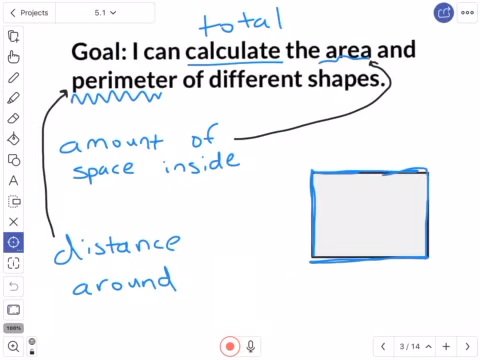 Projects
5.1
total
Goal: I can calculate the area and
perimeter of different shapes.
amount of
space inside
distance
around
A
168%
3 / 14